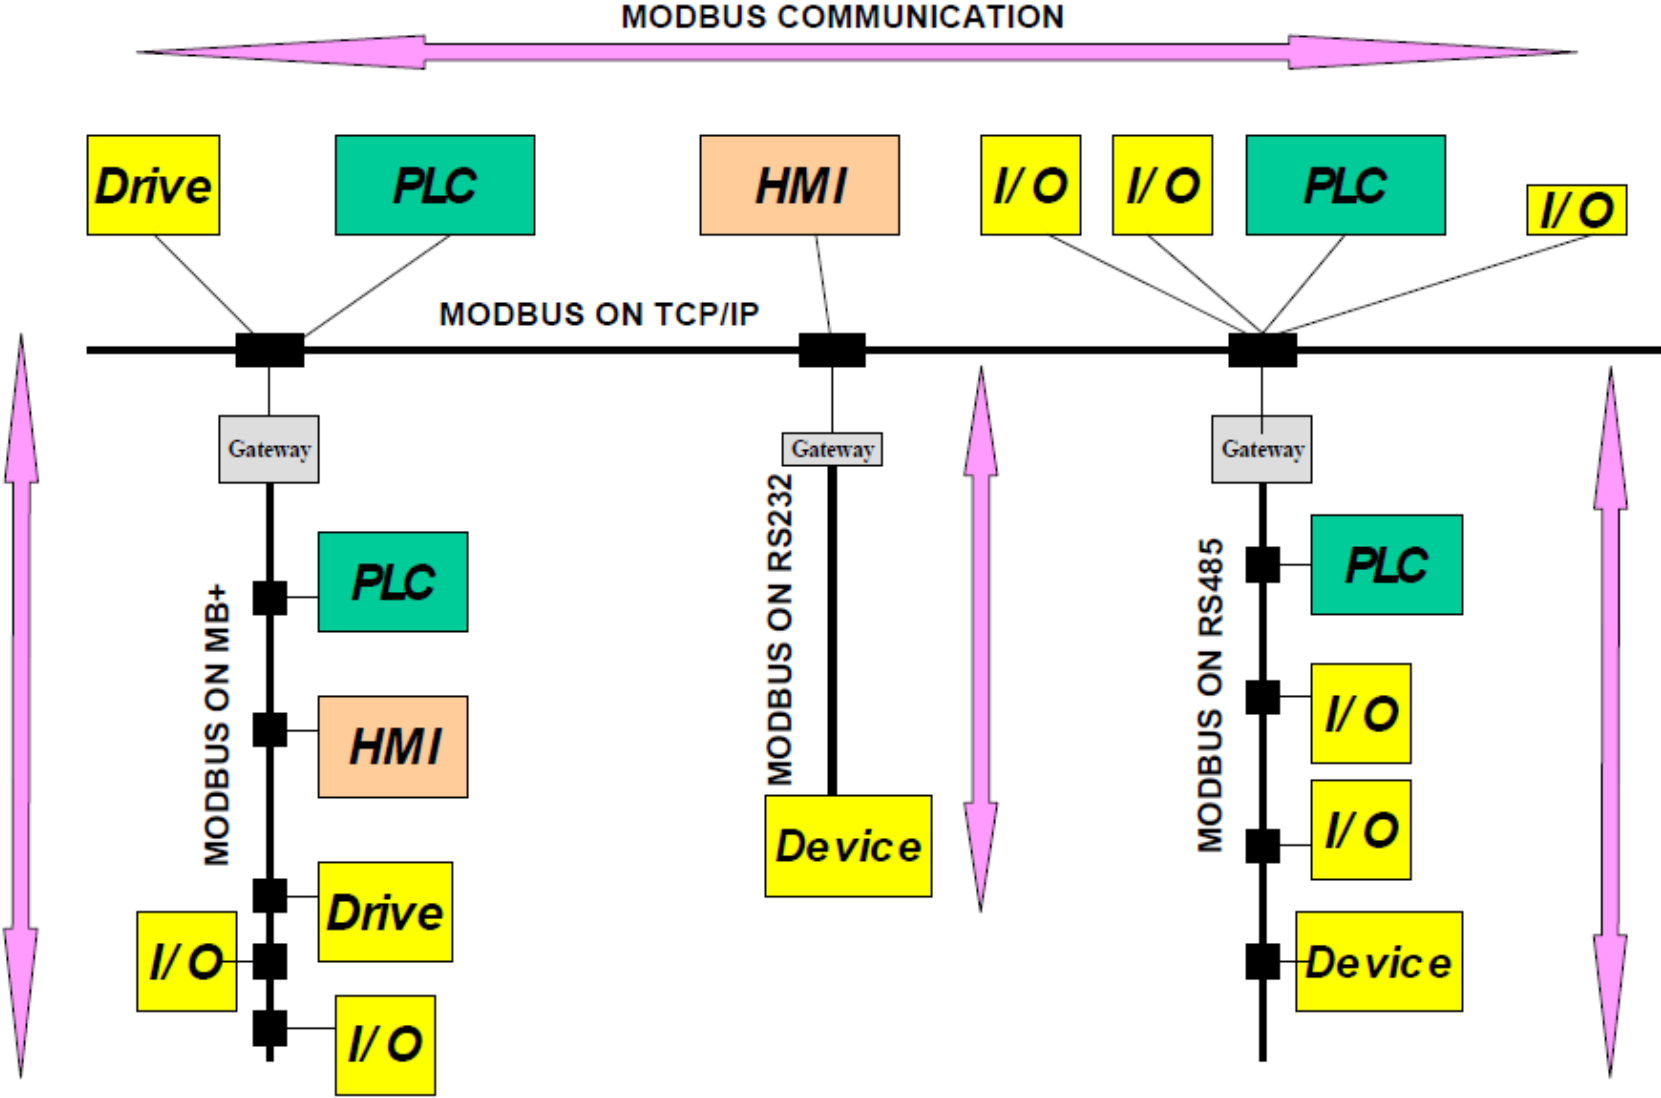 MODBUS COMMUNICATION
Drive
PLC
HMI
I/O
I/O
PLC
I/O
MODBUS ON TCP/IP
Gateway
Gateway
Gateway
MODBUS ON MB+
PLC
HMI
Drive
I/O
I/O
MODBUS ON RS232
Device
MODBUS ON RS485
PLC
I/O
I/O
Device